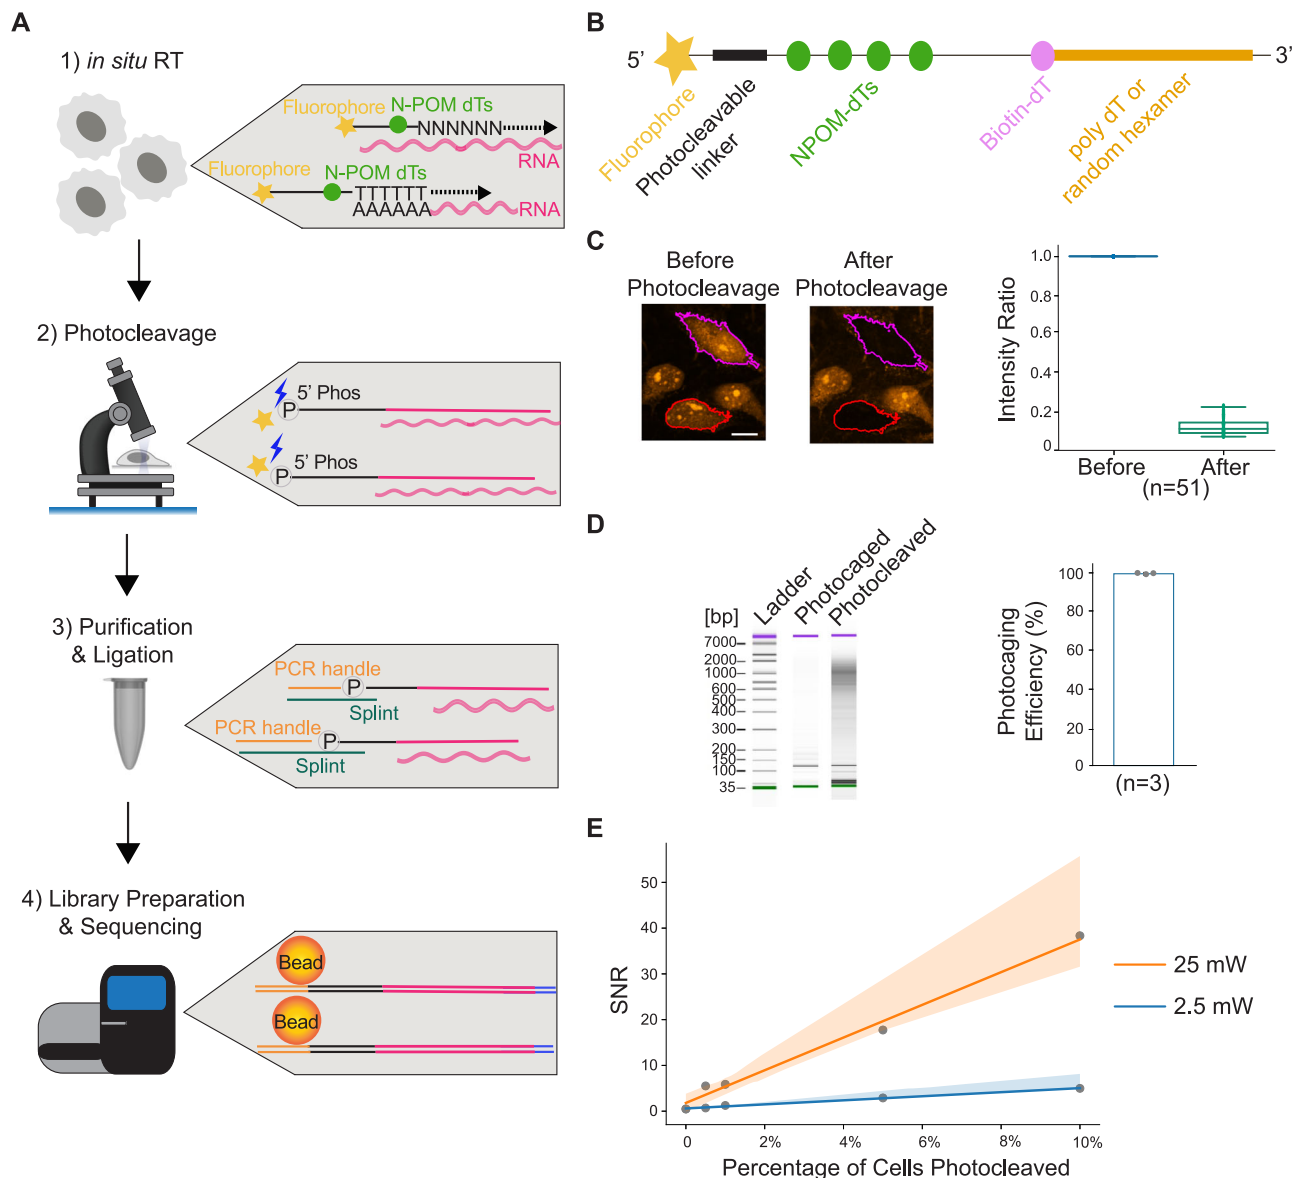 A
1) in situ RT
Fluorophore
N-POM dTs
NNNNNN
RNA
Fluorophore
N-POM dTs
TTTTTT
AAAAAA
RNA
2) Photocleavage
5’ Phos
P
5’ Phos
P
3) Purification
& Ligation
PCR handle
P
Splint
PCR handle
P
Splint
4) Library Preparation
& Sequencing
Bead
Bead
B
5’
3’
Fluorophore
Photocleavable
linker
NPOM-dTs
Biotin-dT
poly dT or
random hexamer
C
Before
Photocleavage
After
Photocleavage
Intensity Ratio
1.0
0.8
0.6
0.4
0.2
0
Before
After
(n=51)
D
[bp]
Ladder
Photocaged
Photocleaved
7000
2000
1000
600
500
400
300
200
150
100
35
Photocaging
Efficiency (%)
100
80
60
40
20
0
(n=3)
E
SNR
50
40
30
20
10
0
0
2%
4%
6%
8%
10%
Percentage of Cells Photocleaved
25 mW
2.5 mW